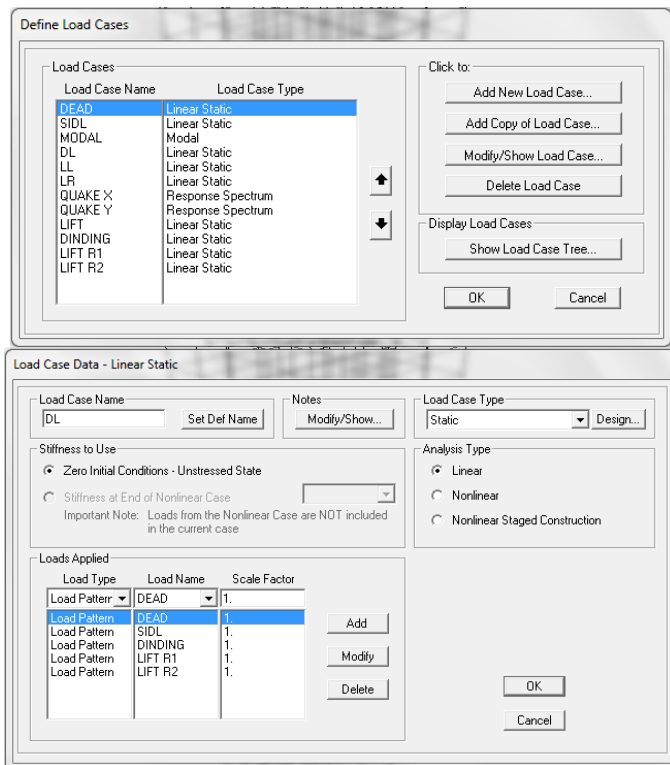 Define Load Cases
Load Cases
Load Case Name Load Case Type
DEAD Linear Static
SIDL Linear Static
MODAL Modal
DL Linear Static
LL Linear Static
LR Linear Static
QUAKE X Response Spectrum
QUAKE Y Response Spectrum
LIFT Linear Static
DINDING Linear Static
LIFT R1 Linear Static
LIFT R2 Linear Static
Click to:
Add New Load Case...
Add Copy of Load Case...
Modify/Show Load Case...
Delete Load Case
Display Load Cases
Show Load Case Tree...
OK Cancel
Load Case Data - Linear Static
Load Case Name
DL Set Def Name
Notes
Modify/Show...
Load Case Type
Static Design...
Stiffness to Use
Zero Initial Conditions - Unstressed State
Stiffness at End of Nonlinear Case
Important Note: Loads from the Nonlinear Case are NOT included
in the current case
Analysis Type
Linear
Nonlinear
Nonlinear Staged Construction
Loads Applied
Load Type Load Name Scale Factor
Load Pattern DEAD 1.
Load Pattern DEAD 1.
Load Pattern SIDL 1.
Load Pattern DINDING 1.
Load Pattern LIFT R1 1.
Load Pattern LIFT R2 1.
Add
Modify
Delete
OK
Cancel